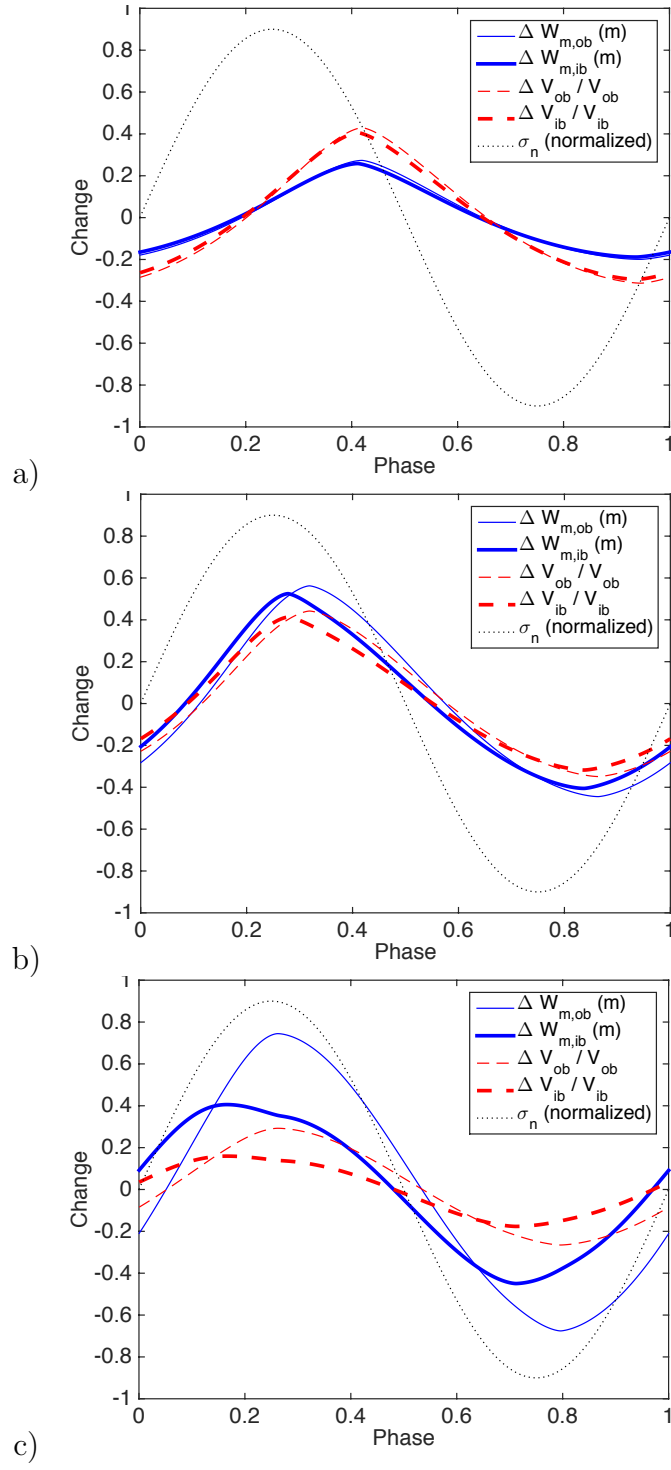 1
0.8
0.6
0.4
0.2
0
-0.2
-0.4
-0.6
-0.8
-1
Change
0 0.2 0.4 0.6 0.8 1
Phase
Δ W_m,ob (m)
Δ W_m,ib (m)
Δ V_ob / V_ob
Δ V_ib / V_ib
σ_n (normalized)
a)
1
0.8
0.6
0.4
0.2
0
-0.2
-0.4
-0.6
-0.8
-1
Change
0 0.2 0.4 0.6 0.8 1
Phase
Δ W_m,ob (m)
Δ W_m,ib (m)
Δ V_ob / V_ob
Δ V_ib / V_ib
σ_n (normalized)
b)
1
0.8
0.6
0.4
0.2
0
-0.2
-0.4
-0.6
-0.8
-1
Change
0 0.2 0.4 0.6 0.8 1
Phase
Δ W_m,ob (m)
Δ W_m,ib (m)
Δ V_ob / V_ob
Δ V_ib / V_ib
σ_n (normalized)
c)